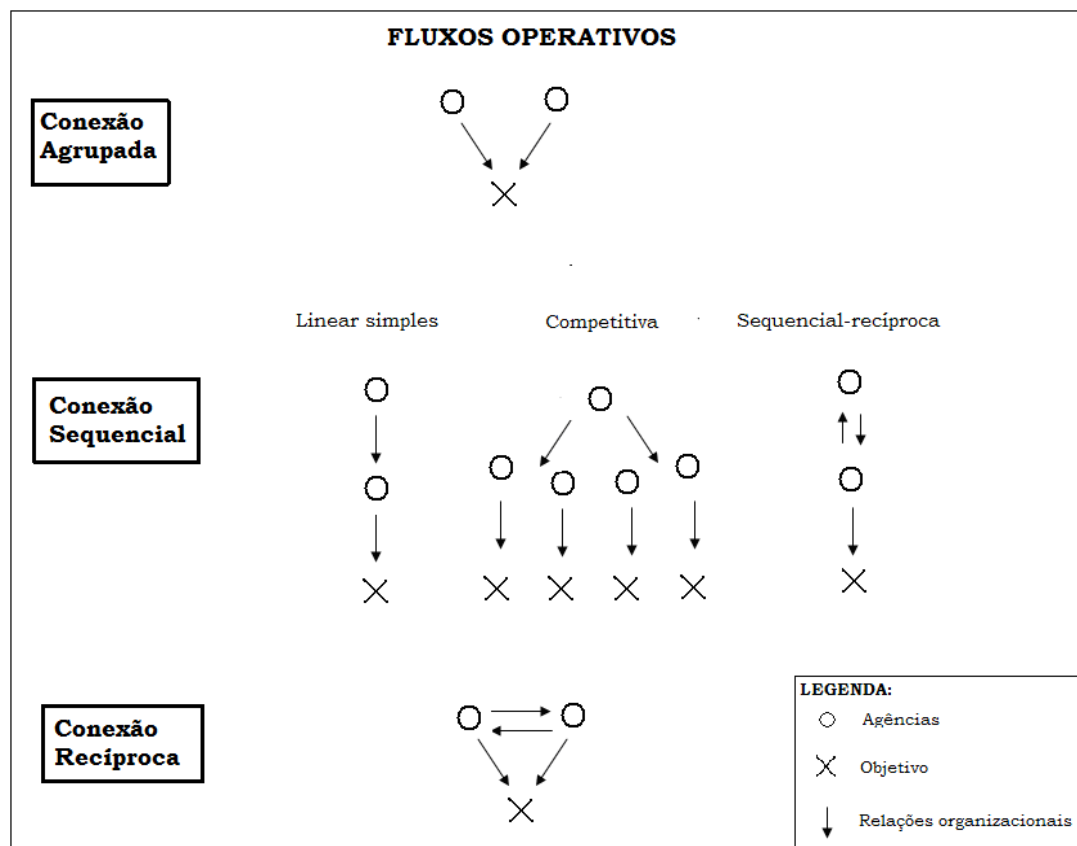 FLUXOS OPERATIVOS
Conexão
Agrupada
Linear simples
Competitiva
Sequencial-recíproca
Conexão
Sequencial
Conexão
Recíproca
LEGENDA:
Agências
Objetivo
Relações organizacionais